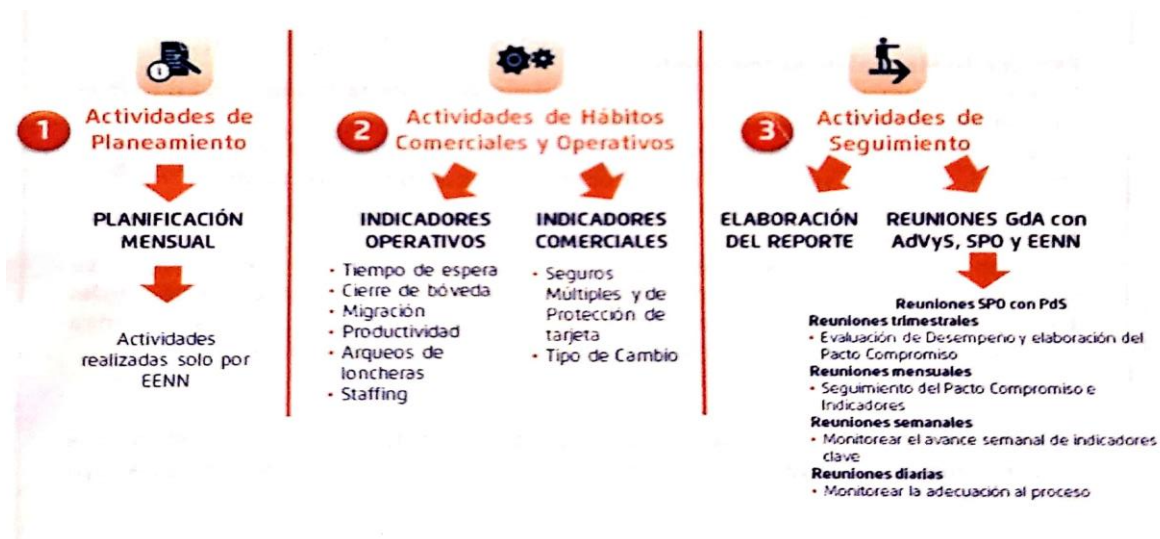 1
Actividades de
Planeamiento
PLANIFICACIÓN
MENSUAL
Actividades
realizadas solo por
EENN
2
Actividades de Hábitos
Comerciales y Operativos
INDICADORES
OPERATIVOS
• Tiempo de espera
• Cierre de bóveda
• Migración
• Productividad
• Arqueos de
loncheras
• Staffing
INDICADORES
COMERCIALES
• Seguros
Múltiples y de
Protección de
tarjeta
• Tipo de Cambio
3
Actividades de
Seguimiento
ELABORACIÓN
DEL REPORTE
REUNIONES GdA con
AdVyS, SPO y EENN
Reuniones SPO con PdS
Reuniones trimestrales
• Evaluación de Desempeño y elaboración del
Pacto Compromiso
Reuniones mensuales
• Seguimiento del Pacto Compromiso e
Indicadores
Reuniones semanales
• Monitorear el avance semanal de indicadores
clave
Reuniones diarias
• Monitorear la adecuación al proceso